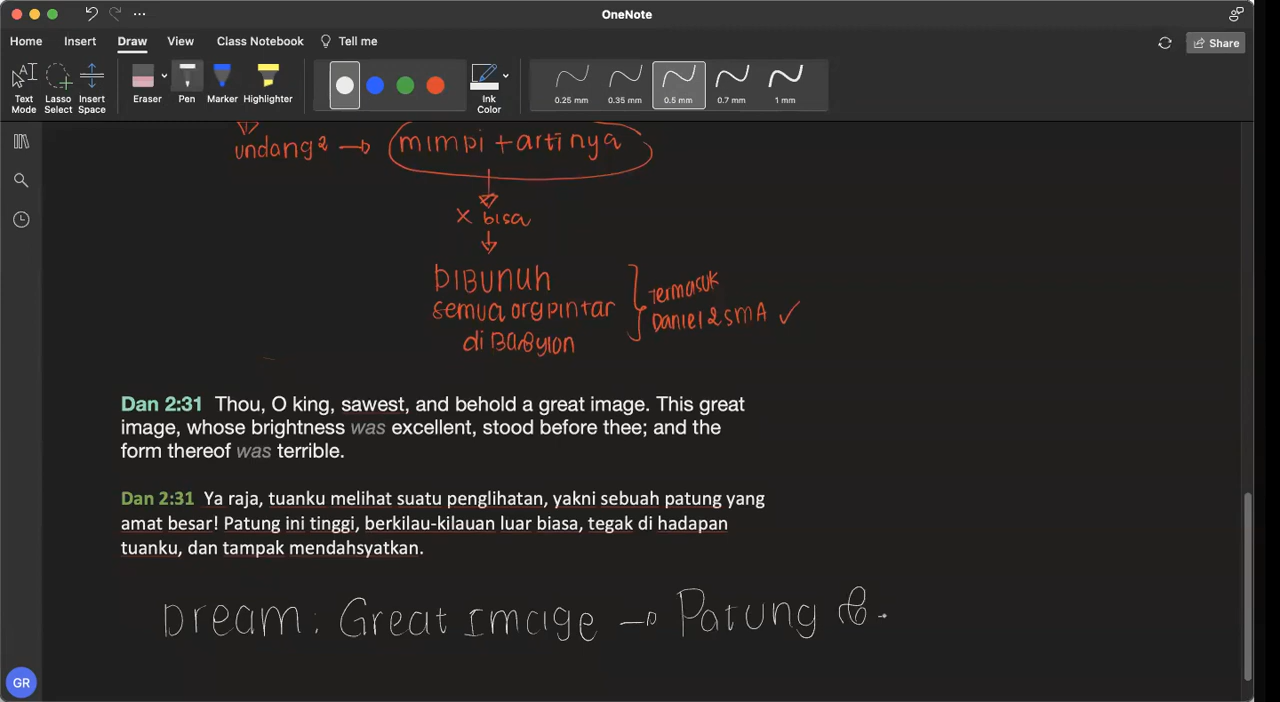 OneNote
Home Insert Draw View Class Notebook Tell me
Share
Text Mode
Lasso Select
Insert Space
Eraser
Pen
Marker
Highlighter
Ink Color
0.25 mm
0.35 mm
0.5 mm
0.7 mm
1 mm
undang² → mimpi + artinya
x bisa
DIBUNUH
semua org pintar
di BaByLon
Termasuk
Daniel 2 SMA ✓
Dan 2:31 Thou, O king, sawest, and behold a great image. This great
image, whose brightness was excellent, stood before thee; and the
form thereof was terrible.
Dan 2:31 Ya raja, tuanku melihat suatu penglihatan, yakni sebuah patung yang
amat besar! Patung ini tinggi, berkilau-kilauan luar biasa, tegak di hadapan
tuanku, dan tampak mendahsyatkan.
Dream : Great Image → Patung
GR